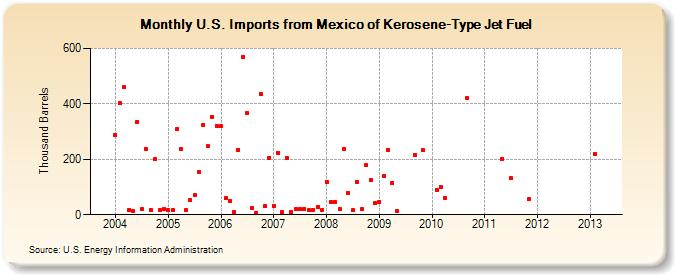 Monthly U.S. Imports from Mexico of Kerosene-Type Jet Fuel
Thousand Barrels
600
400
200
0
2004 2005 2006 2007 2008 2009 2010 2011 2012 2013
Source: U.S. Energy Information Administration